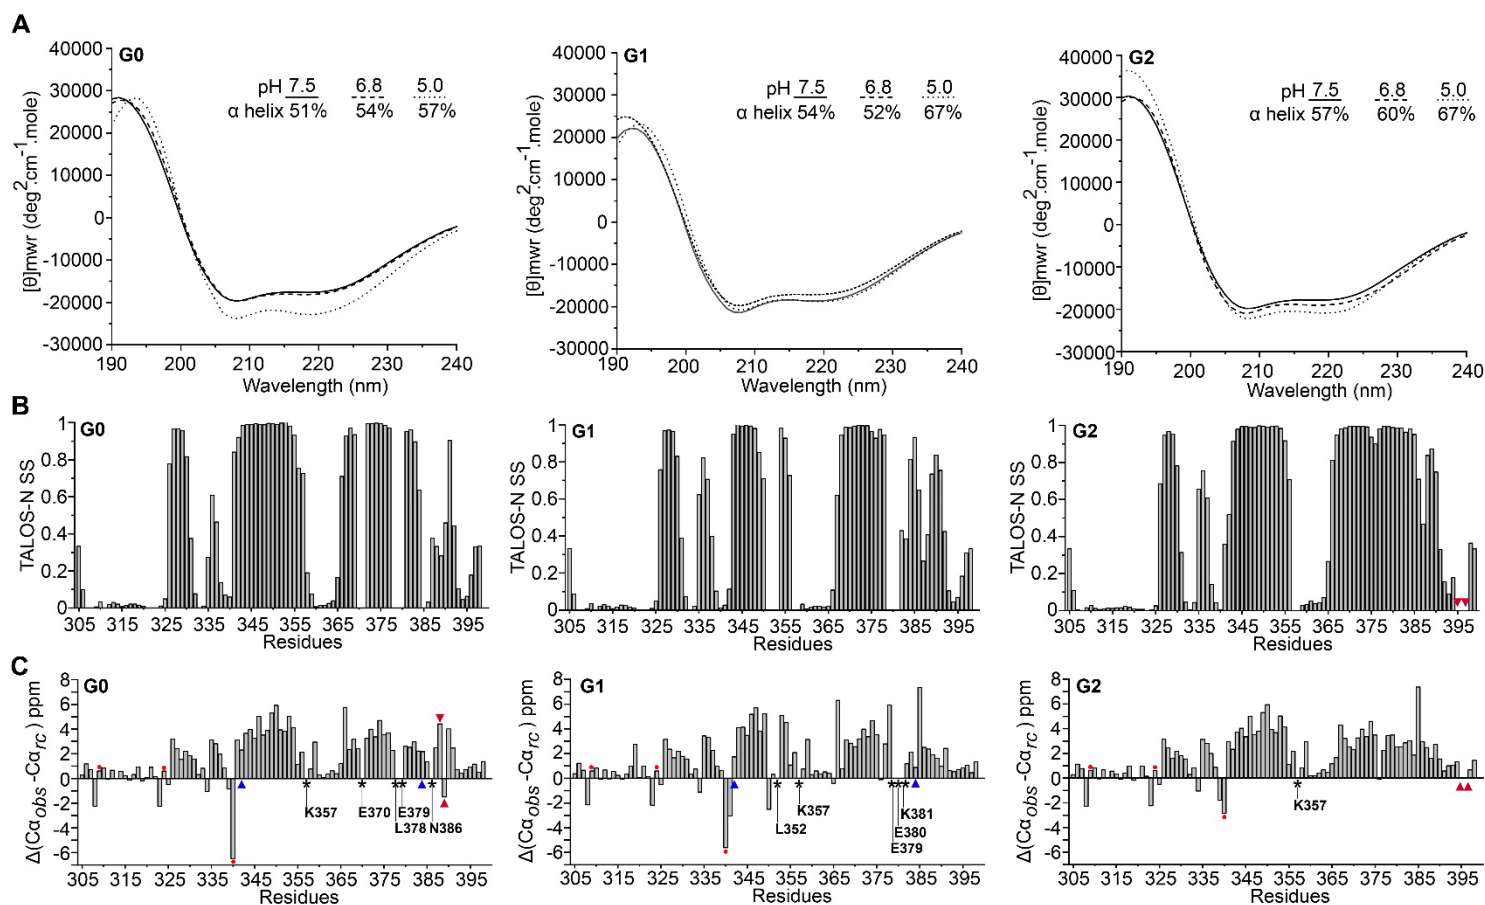 A
G0
pH 7.5 6.8 5.0
α helix 51% 54% 57%
[θ]mwr (deg².cm⁻¹.mole)
40000
30000
20000
10000
0
-10000
-20000
-30000
190 200 210 220 230 240
Wavelength (nm)
G1
pH 7.5 6.8 5.0
α helix 54% 52% 67%
[θ]mwr (deg².cm⁻¹.mole)
40000
30000
20000
10000
0
-10000
-20000
-30000
190 200 210 220 230 240
Wavelength (nm)
G2
pH 7.5 6.8 5.0
α helix 57% 60% 67%
[θ]mwr (deg².cm⁻¹.mole)
40000
30000
20000
10000
0
-10000
-20000
-30000
190 200 210 220 230 240
Wavelength (nm)
B
G0
TALOS-N SS
1
0.8
0.6
0.4
0.2
0
305 315 325 335 345 355 365 375 385 395
Residues
G1
TALOS-N SS
1
0.8
0.6
0.4
0.2
0
305 315 325 335 345 355 365 375 385 395
Residues
G2
TALOS-N SS
1
0.8
0.6
0.4
0.2
0
305 315 325 335 345 355 365 375 385 395
Residues
C
G0
Δ(Cαobs -Cαrc) ppm
8
6
4
2
0
-2
-4
-6
* * * * *
K357 E370 E379
L378 N386
305 315 325 335 345 355 365 375 385 395
Residues
G1
Δ(Cαobs -Cαrc) ppm
8
6
4
2
0
-2
-4
-6
* * * * *
K357 K381
L352 E380
E379
305 315 325 335 345 355 365 375 385 395
Residues
G2
Δ(Cαobs -Cαrc) ppm
8
6
4
2
0
-2
-4
-6
*
K357
305 315 325 335 345 355 365 375 385 395
Residues